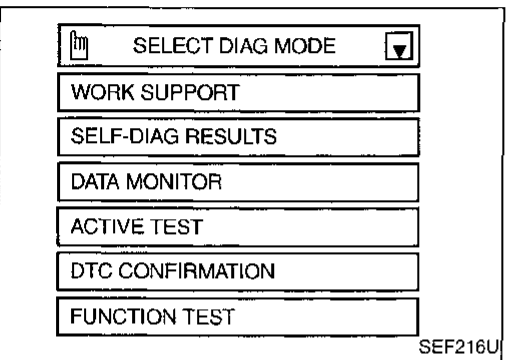 SELECT DIAG MODE
WORK SUPPORT
SELF-DIAG RESULTS
DATA MONITOR
ACTIVE TEST
DTC CONFIRMATION
FUNCTION TEST
SEF216U